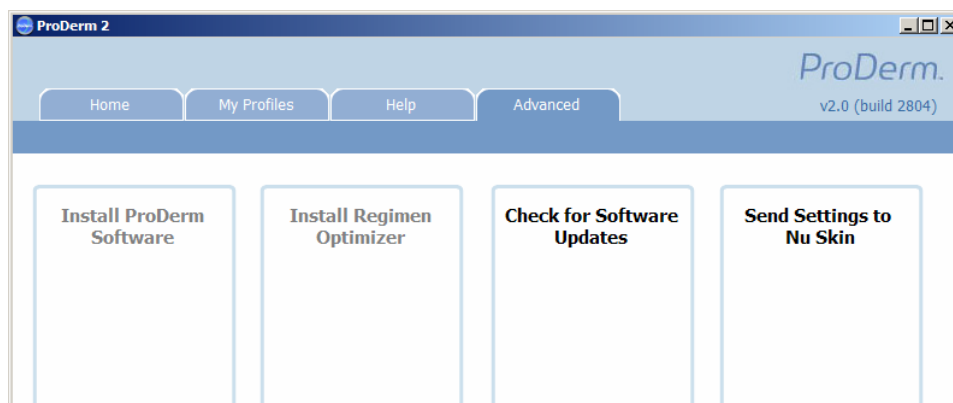 ProDerm 2
ProDerm.
Home My Profiles Help Advanced
v2.0 (build 2804)
Install ProDerm
Software
Install Regimen
Optimizer
Check for Software
Updates
Send Settings to
Nu Skin